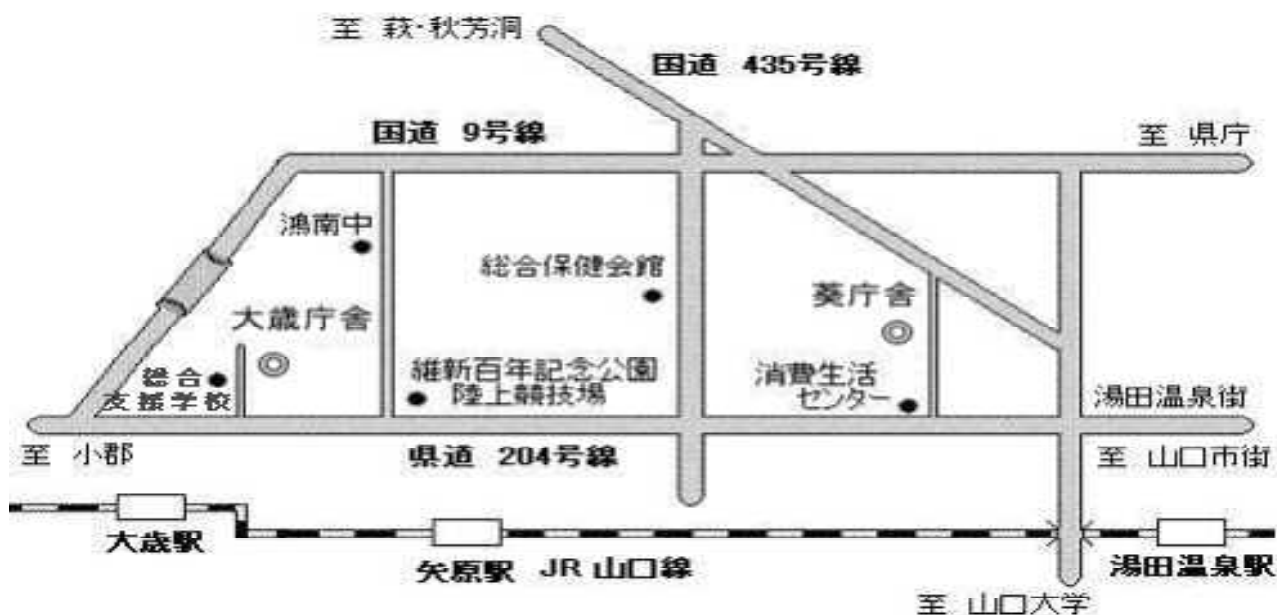 至 萩・秋芳洞
国道 435号線
国道 9号線
至 県庁
鴻南中
総合保健会館
葵庁舎
大歳庁舎
総合
支援学校
維新百年記念公園
陸上競技場
消費生活
センター
湯田温泉街
至 小郡
県道 204号線
至 山口市街
大歳駅
矢原駅
JR 山口線
湯田温泉駅
至 山口大学